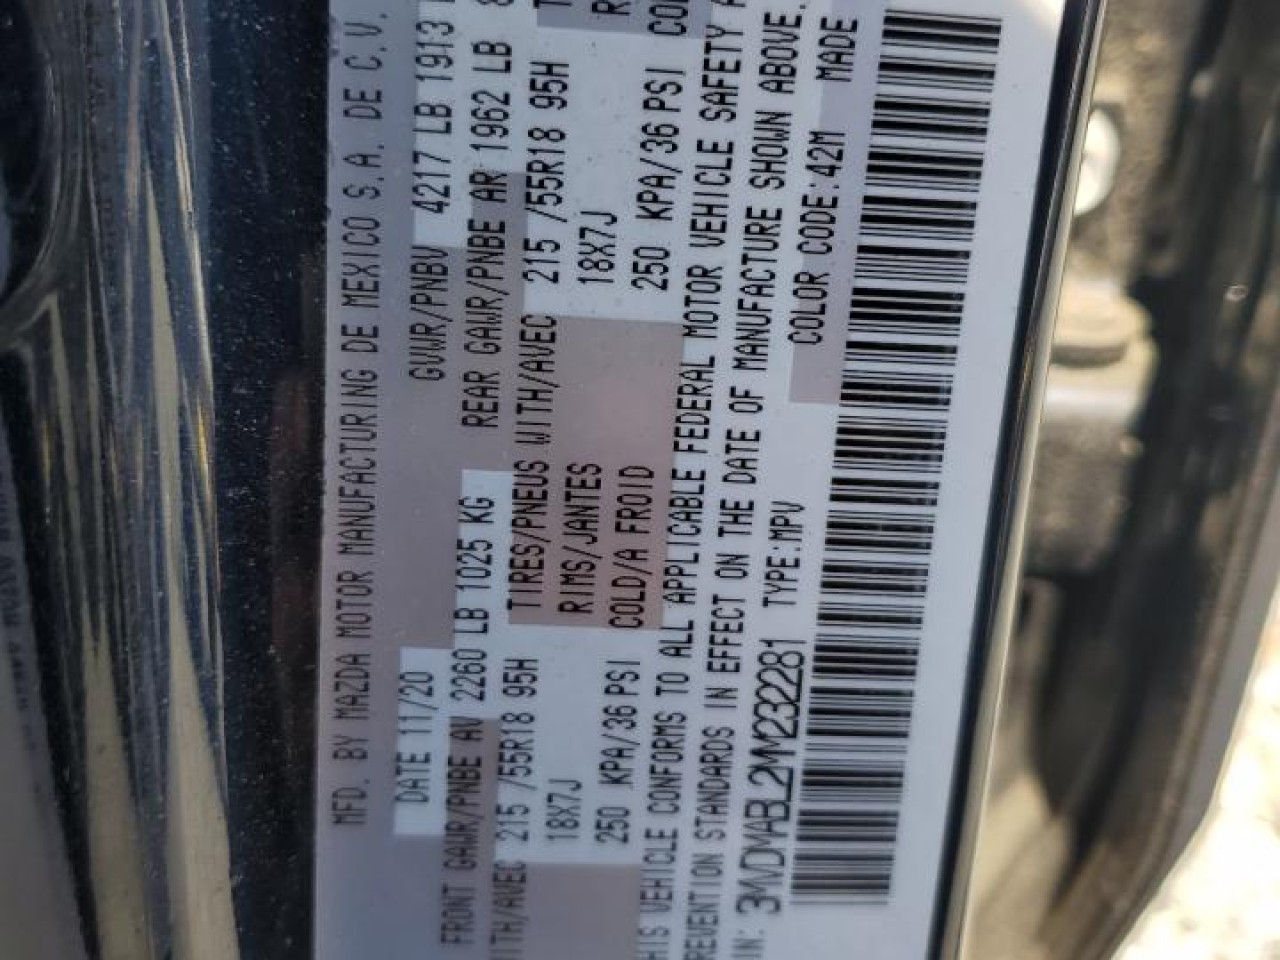 MFD. BY MAZDA MOTOR MANUFACTURING DE MEXICO S.A. DE C.V.
DATE 11/20 GVWR/PNBV 4217 LB 1913
FRONT GAWR/PNBE AV 2260 LB 1025 KG REAR GAWR/PNBE AR 1962 LB
ITH/AVEC 215 /55R18 95H TIRES/PNEUS WITH/AVEC 215 /55R18 95H
18X7J RIMS/JANTES 18X7J
250 KPA/36 PSI COLD/A FROID 250 KPA/36 PSI
HIS VEHICLE CONFORMS TO ALL APPLICABLE FEDERAL MOTOR VEHICLE SAFETY
REVENTION STANDARDS IN EFFECT ON THE DATE OF MANUFACTURE SHOWN ABOVE.
IN: 3MVDMABL2MM232281 TYPE:MPV COLOR CODE:42M MADE